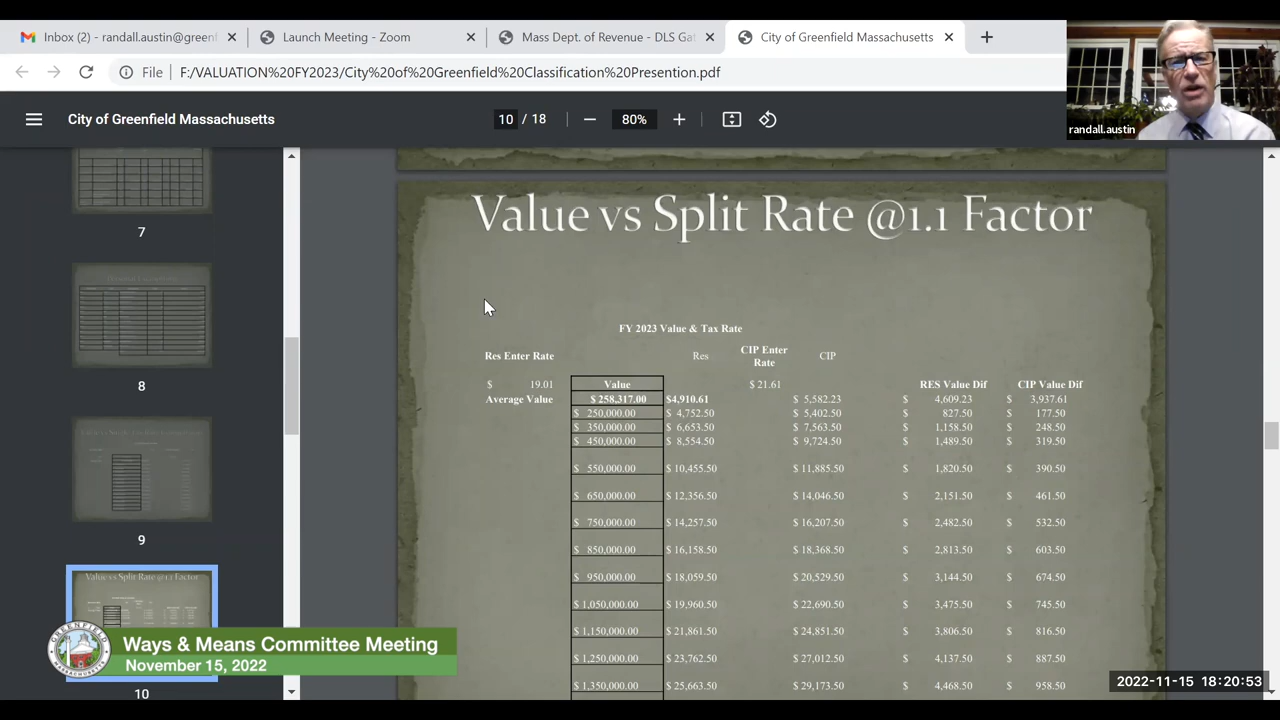 Inbox (2) - randall.austin@green
Launch Meeting - Zoom
Mass Dept. of Revenue - DLS Gat
City of Greenfield Massachusetts
File F:/VALUATION%20FY2023/City%20of%20Greenfield%20Classification%20Presention.pdf
randall.austin
City of Greenfield Massachusetts
10 / 18
80%
7
8
9
10
Value vs Split Rate @1.1 Factor
FY 2023 Value & Tax Rate
Res Enter Rate Res CIP Enter Rate CIP
$ 19.01 Value $ 21.61 RES Value Dif CIP Value Dif
Average Value $ 258,317.00 $4,910.61 $ 5,582.23 $ 4,609.23 $ 3,937.61
$ 250,000.00 $ 4,752.50 $ 5,402.50 $ 827.50 $ 177.50
$ 350,000.00 $ 6,653.50 $ 7,563.50 $ 1,158.50 $ 248.50
$ 450,000.00 $ 8,554.50 $ 9,724.50 $ 1,489.50 $ 319.50
$ 550,000.00 $ 10,455.50 $ 11,885.50 $ 1,820.50 $ 390.50
$ 650,000.00 $ 12,356.50 $ 14,046.50 $ 2,151.50 $ 461.50
$ 750,000.00 $ 14,257.50 $ 16,207.50 $ 2,482.50 $ 532.50
$ 850,000.00 $ 16,158.50 $ 18,368.50 $ 2,813.50 $ 603.50
$ 950,000.00 $ 18,059.50 $ 20,529.50 $ 3,144.50 $ 674.50
$ 1,050,000.00 $ 19,960.50 $ 22,690.50 $ 3,475.50 $ 745.50
$ 1,150,000.00 $ 21,861.50 $ 24,851.50 $ 3,806.50 $ 816.50
$ 1,250,000.00 $ 23,762.50 $ 27,012.50 $ 4,137.50 $ 887.50
$ 1,350,000.00 $ 25,663.50 $ 29,173.50 $ 4,468.50 $ 958.50
Value vs Split Rate @1.1 Factor
GREENFIELD
Ways & Means Committee Meeting
November 15, 2022
2022-11-15 18:20:53